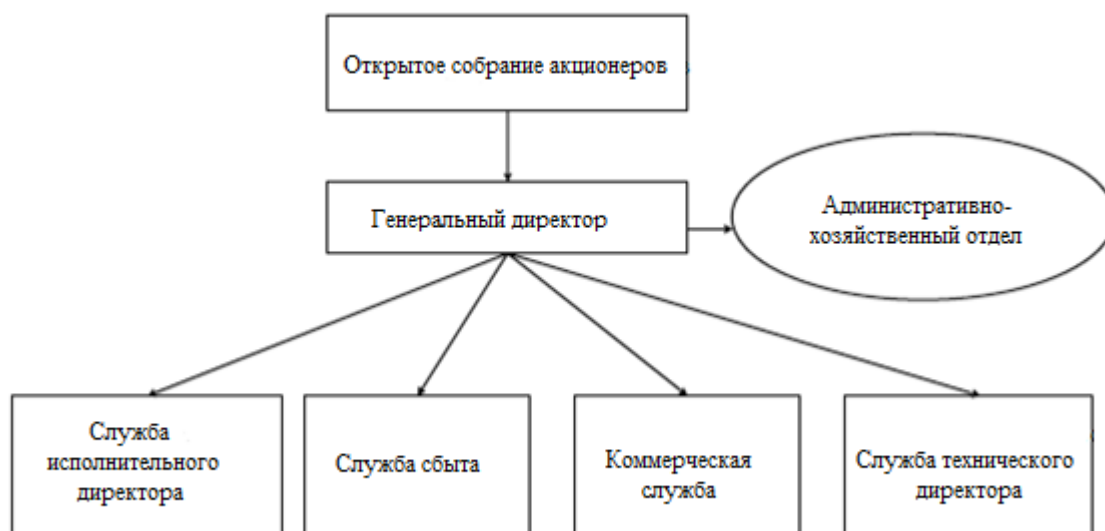 Открытое собрание акционеров
Генеральный директор
Административно-
хозяйственный отдел
Служба
исполнительного
директора
Служба сбыта
Коммерческая
служба
Служба технического
директора